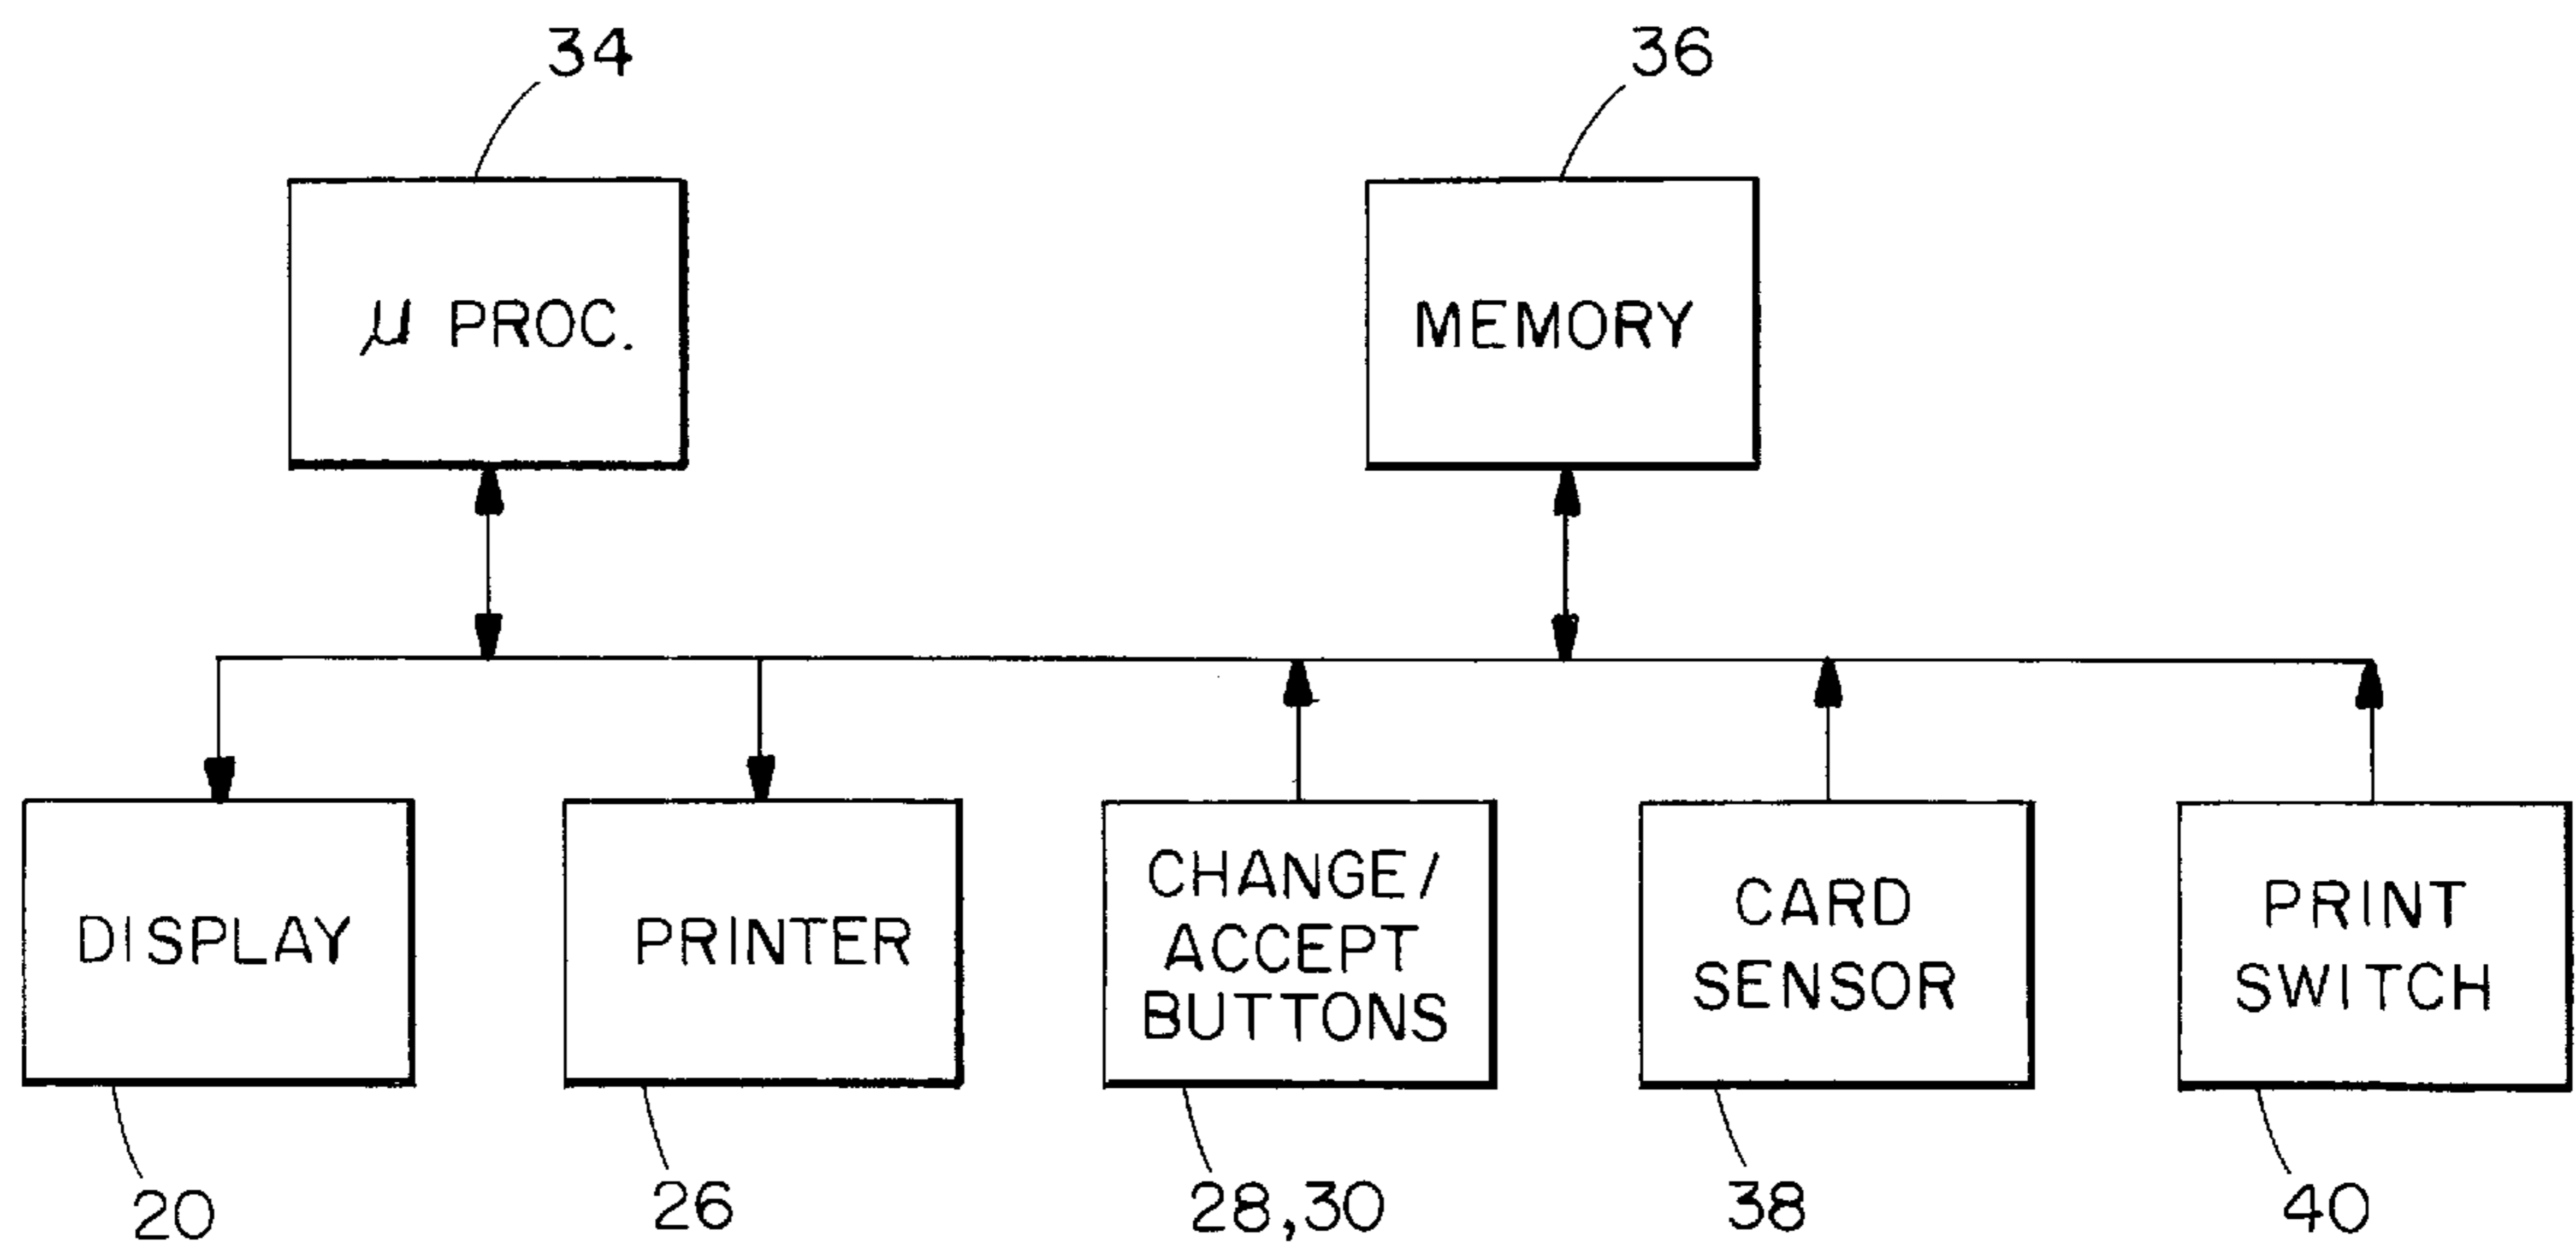 34
36
μ PROC.
MEMORY
DISPLAY
PRINTER
CHANGE/
ACCEPT
BUTTONS
CARD
SENSOR
PRINT
SWITCH
20
26
28,30
38
40